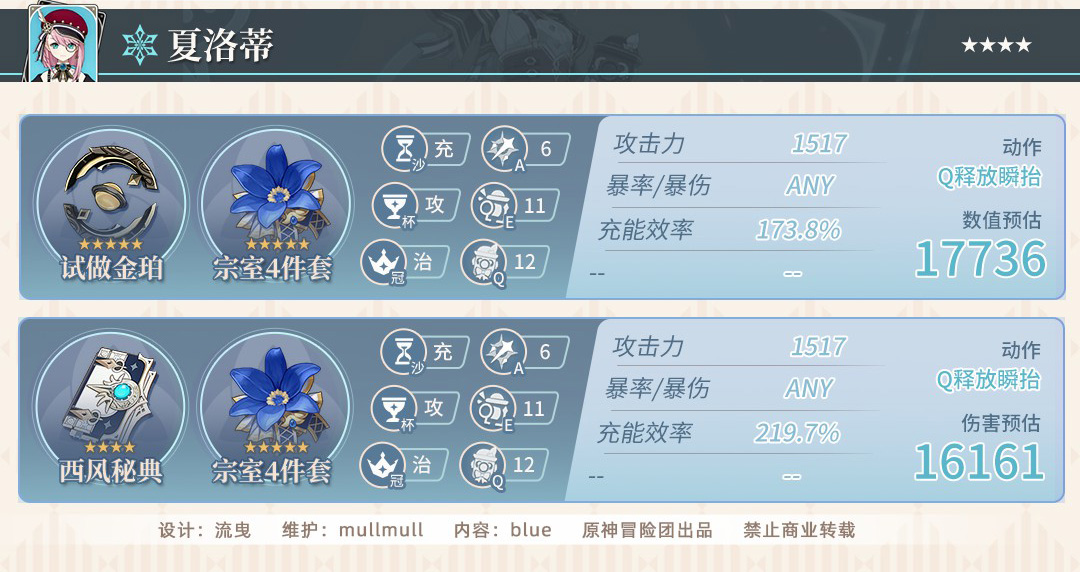 夏洛蒂
★★★★
充
沙
6
A
攻
杯
11
E
治
冠
12
Q
★★★★★
试做金珀
★★★★★
宗室4件套
攻击力 1517
暴率/暴伤 ANY
充能效率 173.8%
-- --
动作
Q释放瞬抬
数值预估
17736
充
沙
6
A
攻
杯
11
E
治
冠
12
Q
★★★★
西风秘典
★★★★★
宗室4件套
攻击力 1517
暴率/暴伤 ANY
充能效率 219.7%
-- --
动作
Q释放瞬抬
伤害预估
16161
设计：流曳 维护：mullmull 内容：blue 原神冒险团出品 禁止商业转载